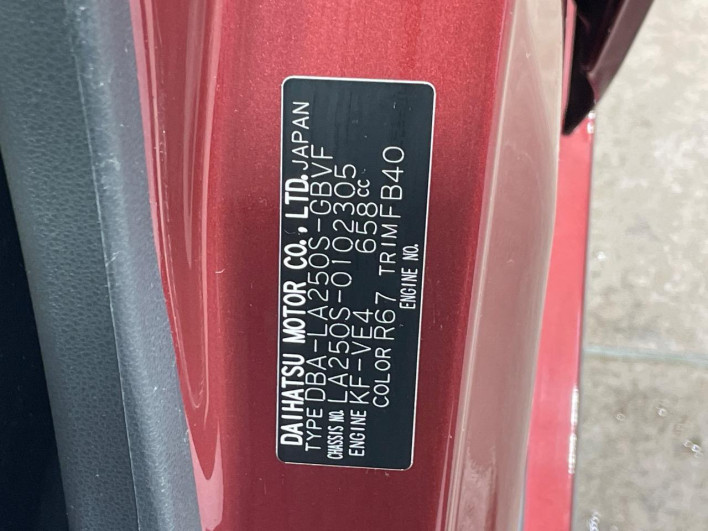 DAIHATSU MOTOR CO., LTD. JAPAN
TYPE DBA-LA250S-GBVF
CHASSIS NO. LA250S-0102305
ENGINE KF-VE4 658cc
COLOR R67 TRIM FB40
ENGINE NO.